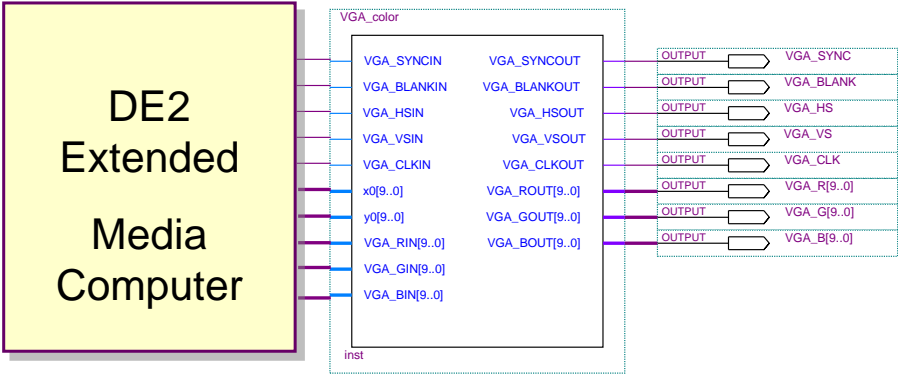 DE2
Extended
Media
Computer
VGA_color
VGA_SYNCIN
VGA_BLANKIN
VGA_HSIN
VGA_VSIN
VGA_CLKIN
x0[9..0]
y0[9..0]
VGA_RIN[9..0]
VGA_GIN[9..0]
VGA_BIN[9..0]
VGA_SYNCOUT
VGA_BLANKOUT
VGA_HSOUT
VGA_VSOUT
VGA_CLKOUT
VGA_ROUT[9..0]
VGA_GOUT[9..0]
VGA_BOUT[9..0]
inst
OUTPUT VGA_SYNC
OUTPUT VGA_BLANK
OUTPUT VGA_HS
OUTPUT VGA_VS
OUTPUT VGA_CLK
OUTPUT VGA_R[9..0]
OUTPUT VGA_G[9..0]
OUTPUT VGA_B[9..0]